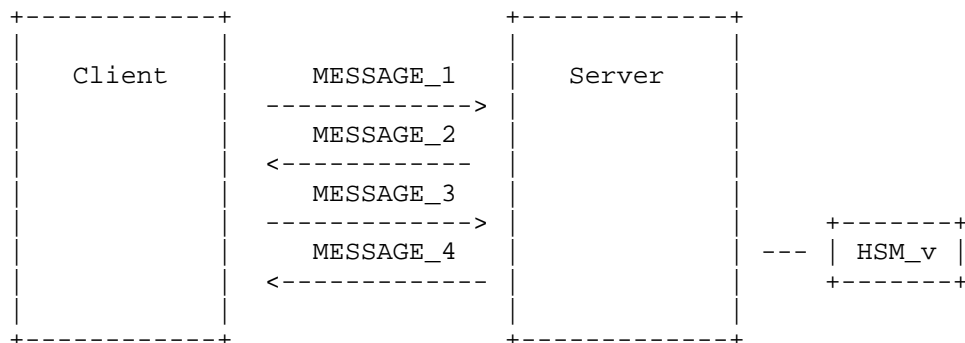 Client MESSAGE_1 Server
MESSAGE_2
MESSAGE_3
MESSAGE_4 HSM_v